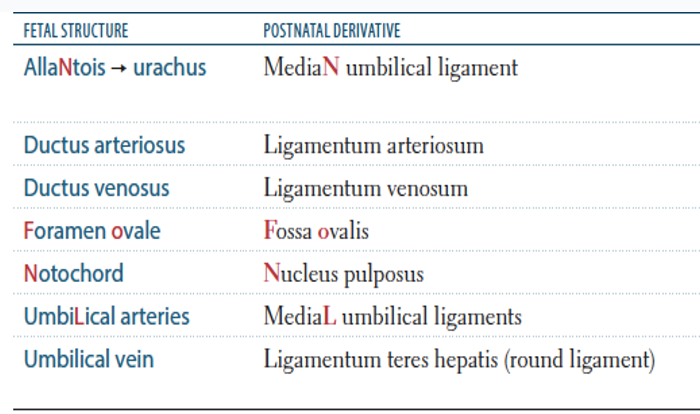 FETAL STRUCTURE POSTNATAL DERIVATIVE
AllaNtois → urachus MediaN umbilical ligament
Ductus arteriosus Ligamentum arteriosum
Ductus venosus Ligamentum venosum
Foramen ovale Fossa ovalis
Notochord Nucleus pulposus
UmbiLical arteries MediaL umbilical ligaments
Umbilical vein Ligamentum teres hepatis (round ligament)